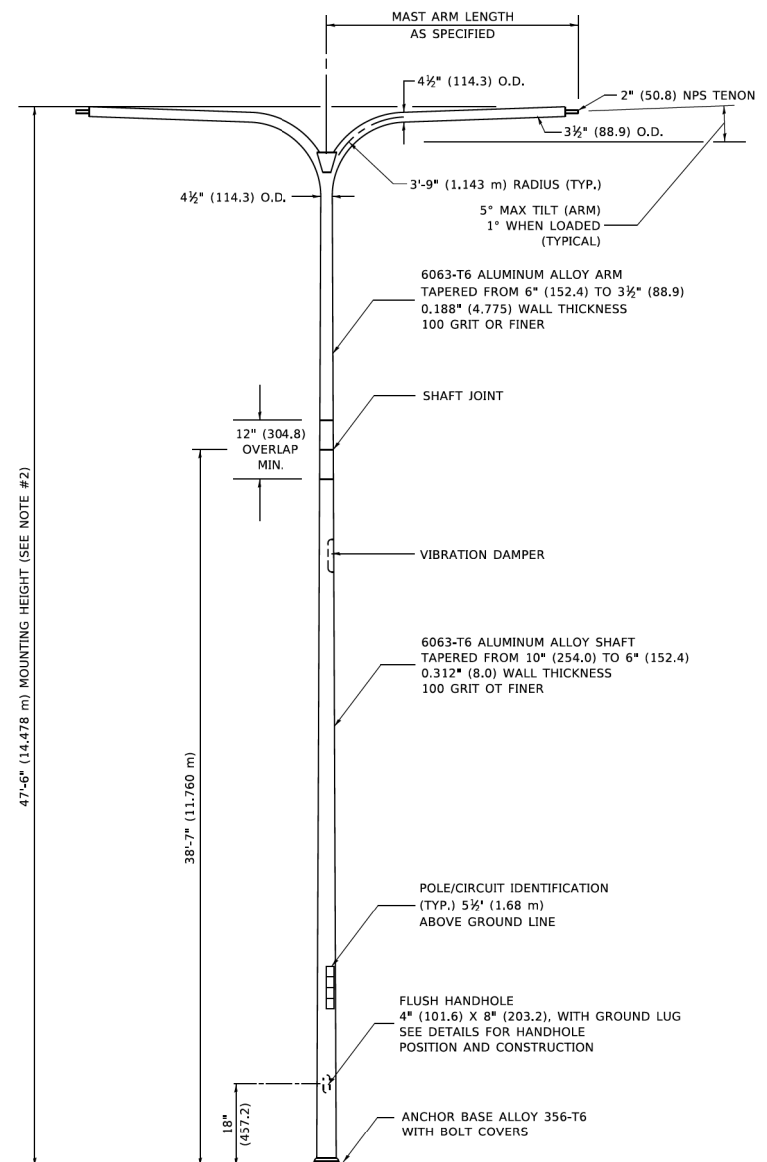 MAST ARM LENGTH
AS SPECIFIED
4½" (114.3) O.D.
2" (50.8) NPS TENON
3½" (88.9) O.D.
3'-9" (1.143 m) RADIUS (TYP.)
4½" (114.3) O.D.
5° MAX TILT (ARM)
1° WHEN LOADED
(TYPICAL)
6063-T6 ALUMINUM ALLOY ARM
TAPERED FROM 6" (152.4) TO 3½" (88.9)
0.188" (4.775) WALL THICKNESS
100 GRIT OR FINER
SHAFT JOINT
12" (304.8)
OVERLAP
MIN.
47'-6" (14.478 m) MOUNTING HEIGHT (SEE NOTE #2)
VIBRATION DAMPER
6063-T6 ALUMINUM ALLOY SHAFT
TAPERED FROM 10" (254.0) TO 6" (152.4)
0.312" (8.0) WALL THICKNESS
100 GRIT OT FINER
38'-7" (11.760 m)
POLE/CIRCUIT IDENTIFICATION
(TYP.) 5½' (1.68 m)
ABOVE GROUND LINE
FLUSH HANDHOLE
4" (101.6) X 8" (203.2), WITH GROUND LUG
SEE DETAILS FOR HANDHOLE
POSITION AND CONSTRUCTION
18"
(457.2)
ANCHOR BASE ALLOY 356-T6
WITH BOLT COVERS